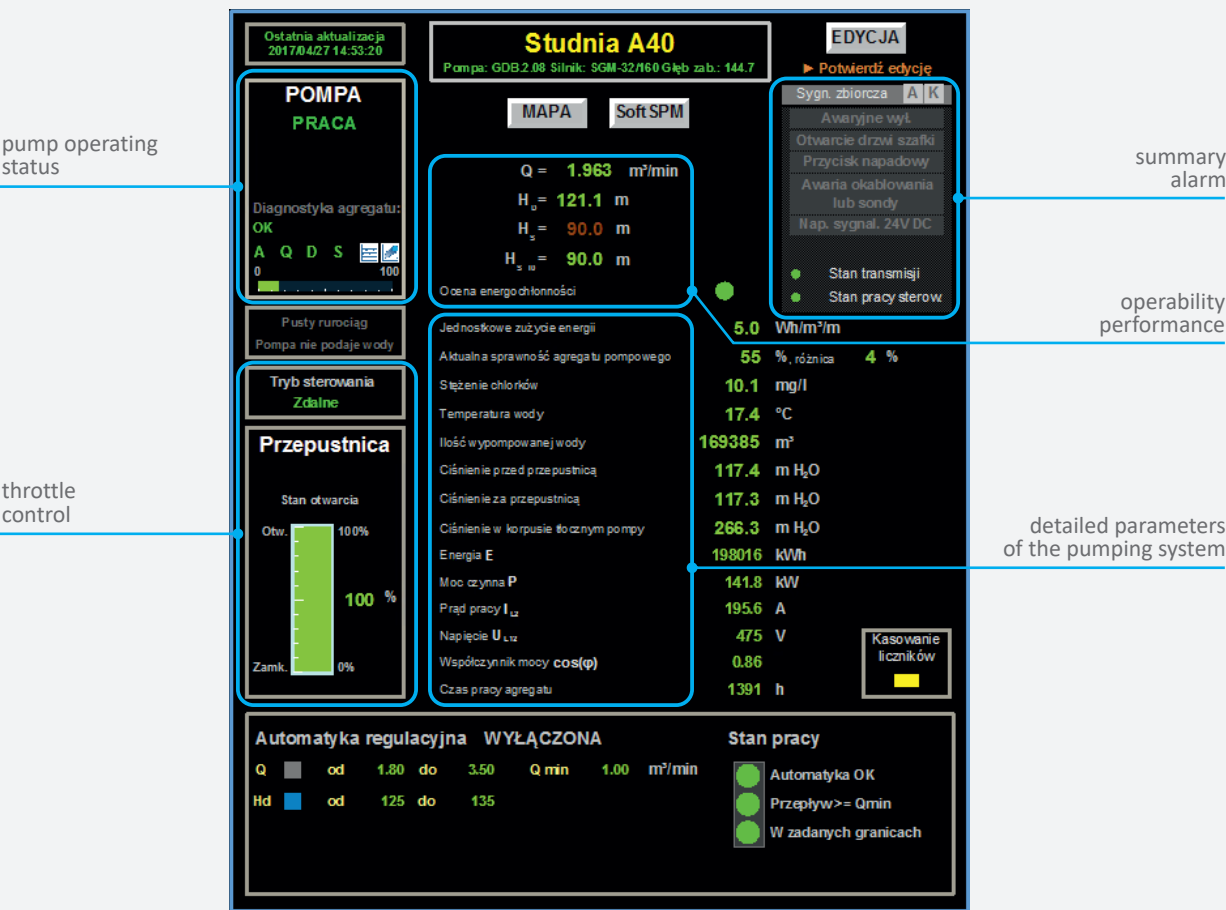 Ostatnia aktualizacja
2017/04/27 14:53:20
Studnia A40
Pompa: GDB.2.08 Silnik: SGM-32/160 Głęb zab.: 144.7
EDYCJA
► Potwierdź edycję
POMPA
PRACA
Diagnostyka agregatu:
OK
A Q D S
0 100
Pusty rurociąg
Pompa nie podaje wody
Tryb sterowania
Zdalne
Przepustnica
Stan otwarcia
Otw. 100%
100 %
Zamk. 0%
pump operating
status
throttle
control
MAPA
Soft SPM
Q = 1.963 m³/min
H = 121.1 m
H s = 90.0 m
H s = 90.0 m
Ocena energochłonności
Jednostkowe zużycie energii 5.0 Wh/m³/m
Aktualna sprawność agregatu pompowego 55 %, różnica 4 %
Stężenie chlorków 10.1 mg/l
Temperatura wody 17.4 °C
Ilość wypompowanej wody 169385 m³
Ciśnienie przed przepustnicą 117.4 m H₂O
Ciśnienie za przepustnicą 117.3 m H₂O
Ciśnienie w korpusie tłocznym pompy 266.3 m H₂O
Energia E 198016 kWh
Moc czynna P 141.8 kW
Prąd pracy I L2 195.6 A
Napięcie U L12 475 V
Współczynnik mocy cos(φ) 0.86
Czas pracy agregatu 1391 h
Sygn. zbiorcza A K
Awaryjne wył.
Otwarcie drzwi szafki
Przycisk napadowy
Awaria okablowania
lub sondy
Nap. sygnal. 24V DC
Stan transmisji
Stan pracy sterow.
summary
alarm
operability
performance
detailed parameters
of the pumping system
Kasowanie
liczników
Automatyka regulacyjna WYŁĄCZONA
Q od 1.80 do 3.50 Q min 1.00 m³/min
Hd od 125 do 135
Stan pracy
Automatyka OK
Przepływ>= Qmin
W zadanych granicach